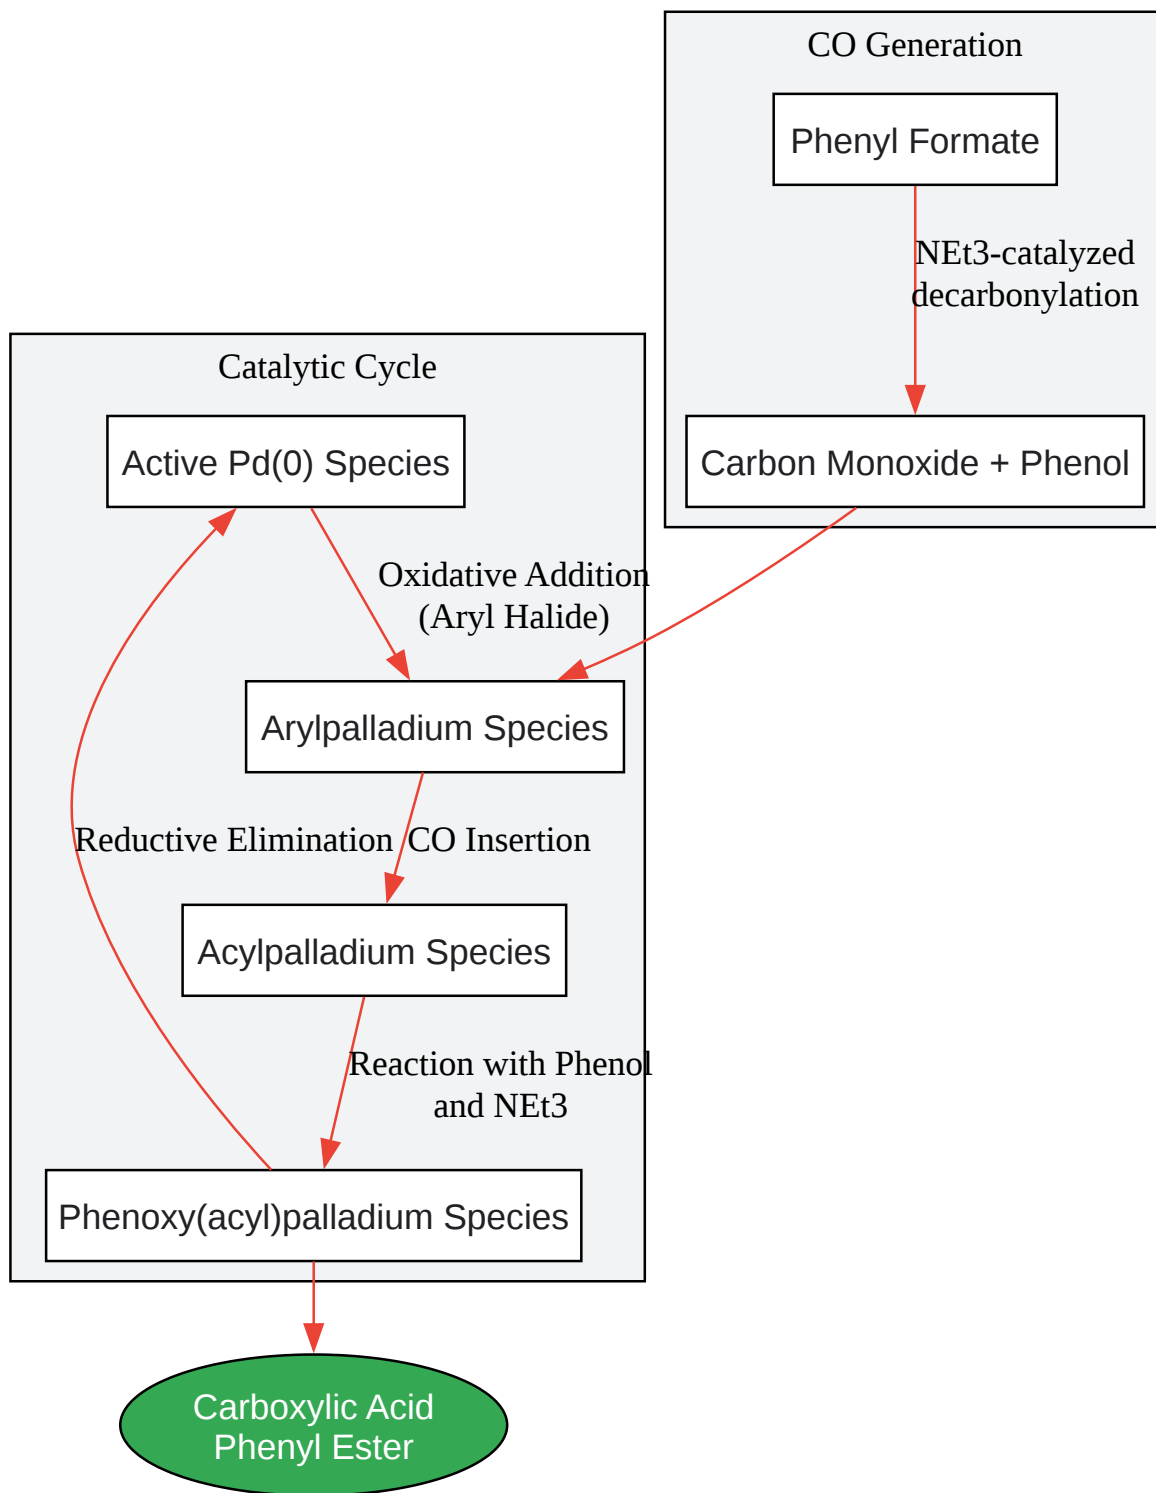 CO Generation
Phenyl Formate
NEt3-catalyzed
decarbonylation
Carbon Monoxide + Phenol
Catalytic Cycle
Active Pd(0) Species
Oxidative Addition
(Aryl Halide)
Arylpalladium Species
Reductive Elimination
CO Insertion
Acylpalladium Species
Reaction with Phenol
and NEt3
Phenoxy(acyl)palladium Species
Carboxylic Acid
Phenyl Ester